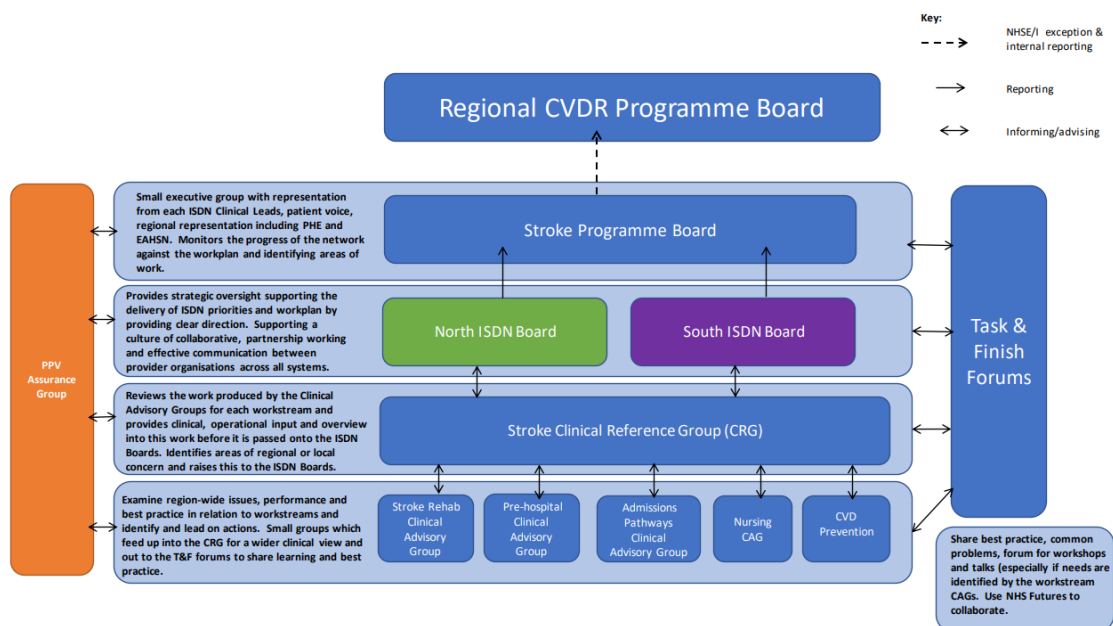 Key:
NHSE/I exception &
internal reporting
Reporting
Informing/advising
Regional CVDR Programme Board
Small executive group with representation
from each ISDN Clinical Leads, patient voice,
regional representation including PHE and
EAHSN. Monitors the progress of the network
against the workplan and identifying areas of
work.
Stroke Programme Board
Provides strategic oversight supporting the
delivery of ISDN priorities and workplan by
providing clear direction. Supporting a
culture of collaborative, partnership working
and effective communication between
provider organisations across all systems.
North ISDN Board
South ISDN Board
PPV
Assurance
Group
Task &
Finish
Forums
Reviews the work produced by the Clinical
Advisory Groups for each workstream and
provides clinical, operational input and overview
into this work before it is passed onto the ISDN
Boards. Identifies areas of regional or local
concern and raises this to the ISDN Boards.
Stroke Clinical Reference Group (CRG)
Examine region-wide issues, performance and
best practice in relation to workstreams and
identify and lead on actions. Small groups which
feed up into the CRG for a wider clinical view and
out to the T&F forums to share learning and best
practice.
Stroke Rehab
Clinical
Advisory
Group
Pre-hospital
Clinical
Advisory
Group
Admissions
Pathways
Clinical
Advisory Group
Nursing
CAG
CVD
Prevention
Share best practice, common
problems, forum for workshops
and talks (especially if needs are
identified by the workstream
CAGs. Use NHS Futures to
collaborate.